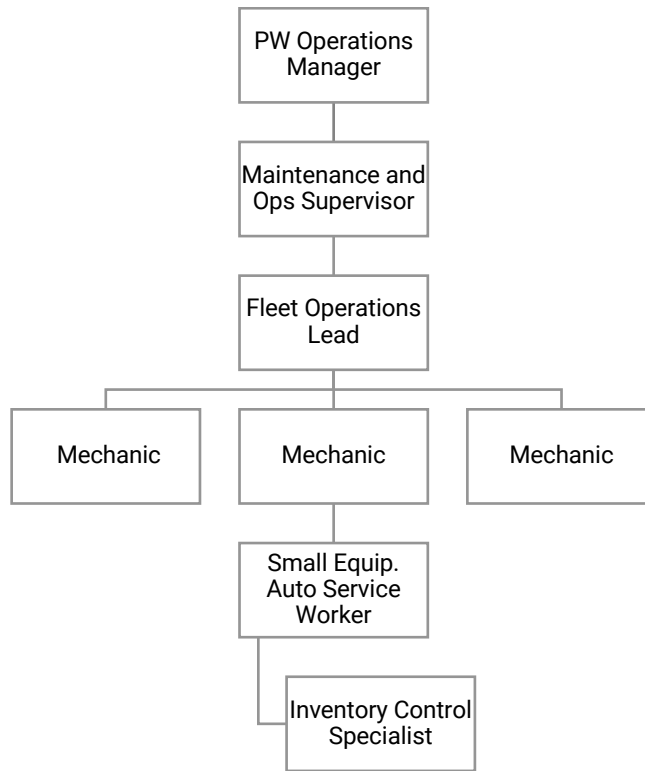 PW Operations
Manager
Maintenance and
Ops Supervisor
Fleet Operations
Lead
Mechanic
Mechanic
Mechanic
Small Equip.
Auto Service
Worker
Inventory Control
Specialist